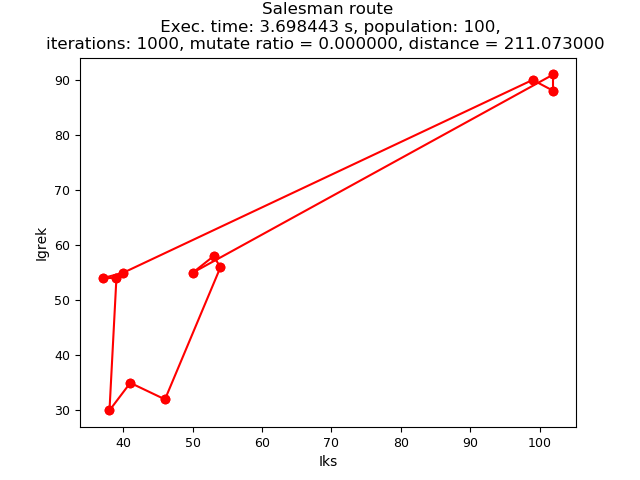 Salesman route
Exec. time: 3.698443 s, population: 100,
iterations: 1000, mutate ratio = 0.000000, distance = 211.073000
90
80
70
60
50
40
30
Igrek
40 50 60 70 80 90 100
Iks